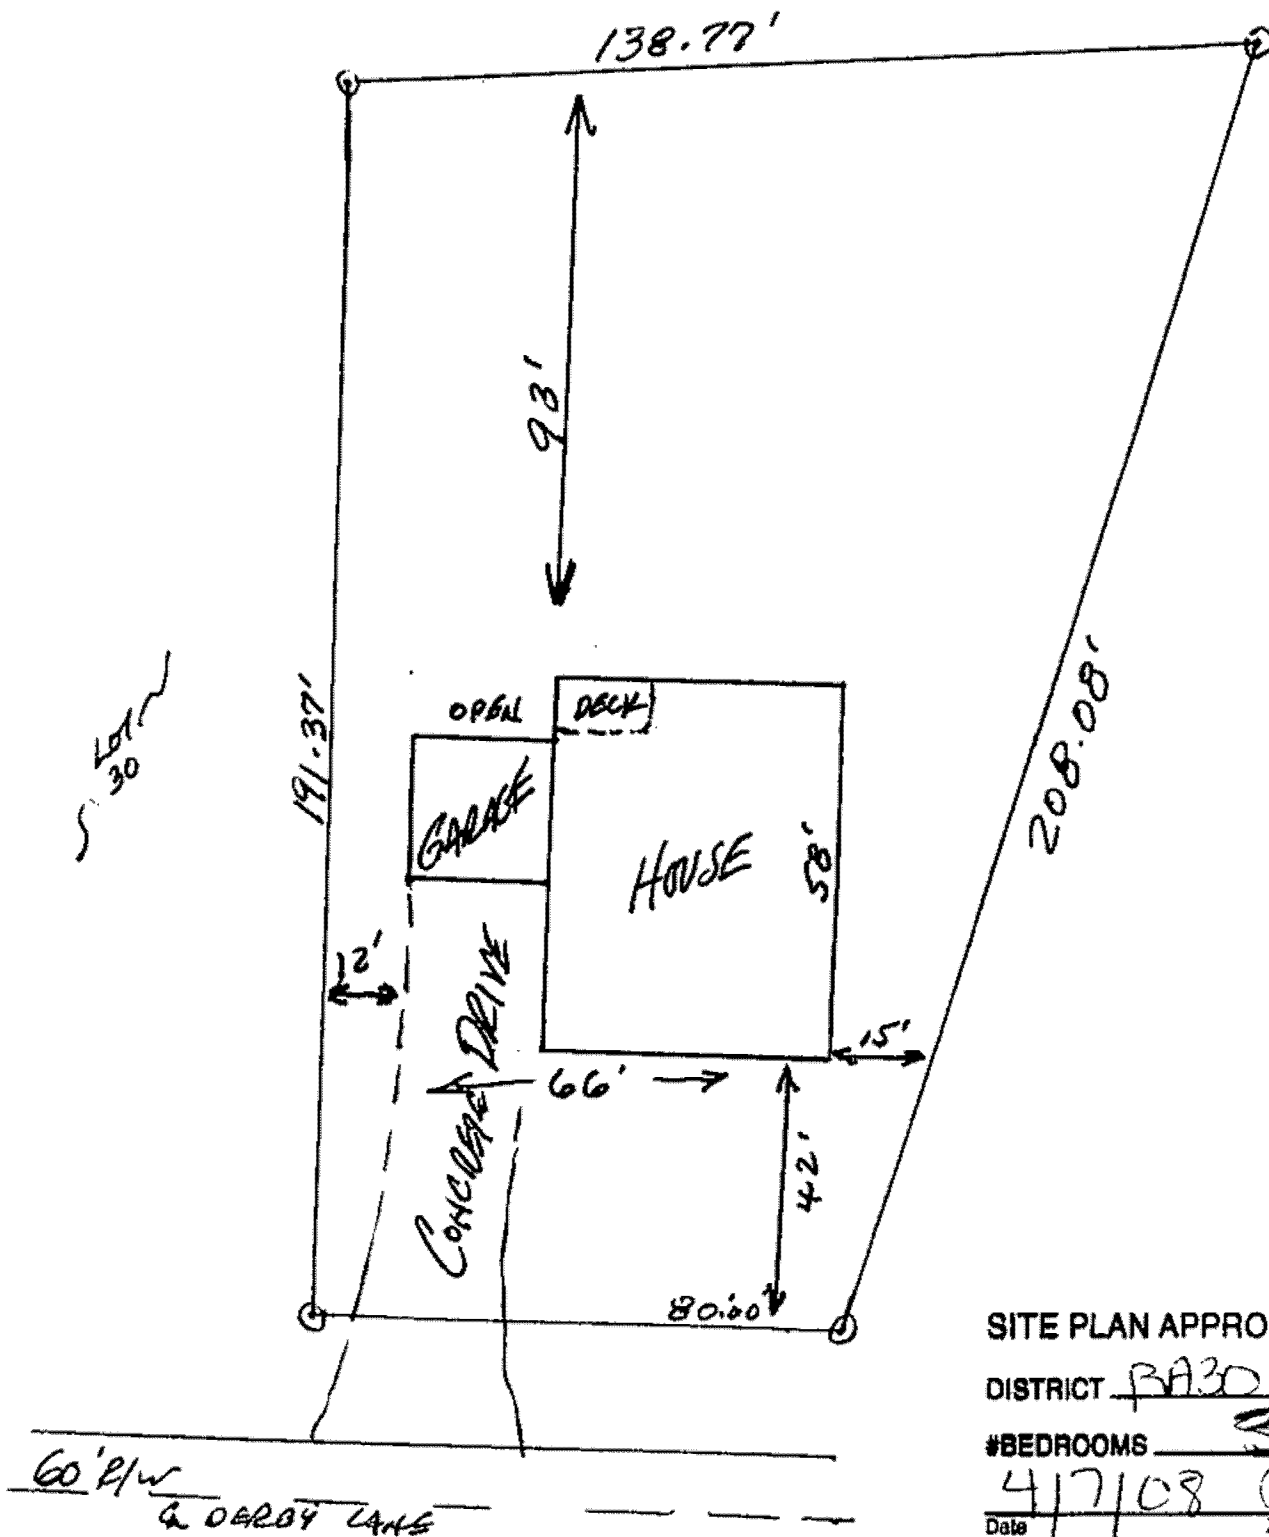 138.77'
93'
191.37'
208.08'
LOT
30
OPEN
DECK
GARAGE
HOUSE
58'
12'
CONCRETE DRIVE
15'
66'
42'
80.00'
60' R/W
DERBY LANE
SITE PLAN APPRO
DISTRICT RA30
#BEDROOMS
4/7/08
Date